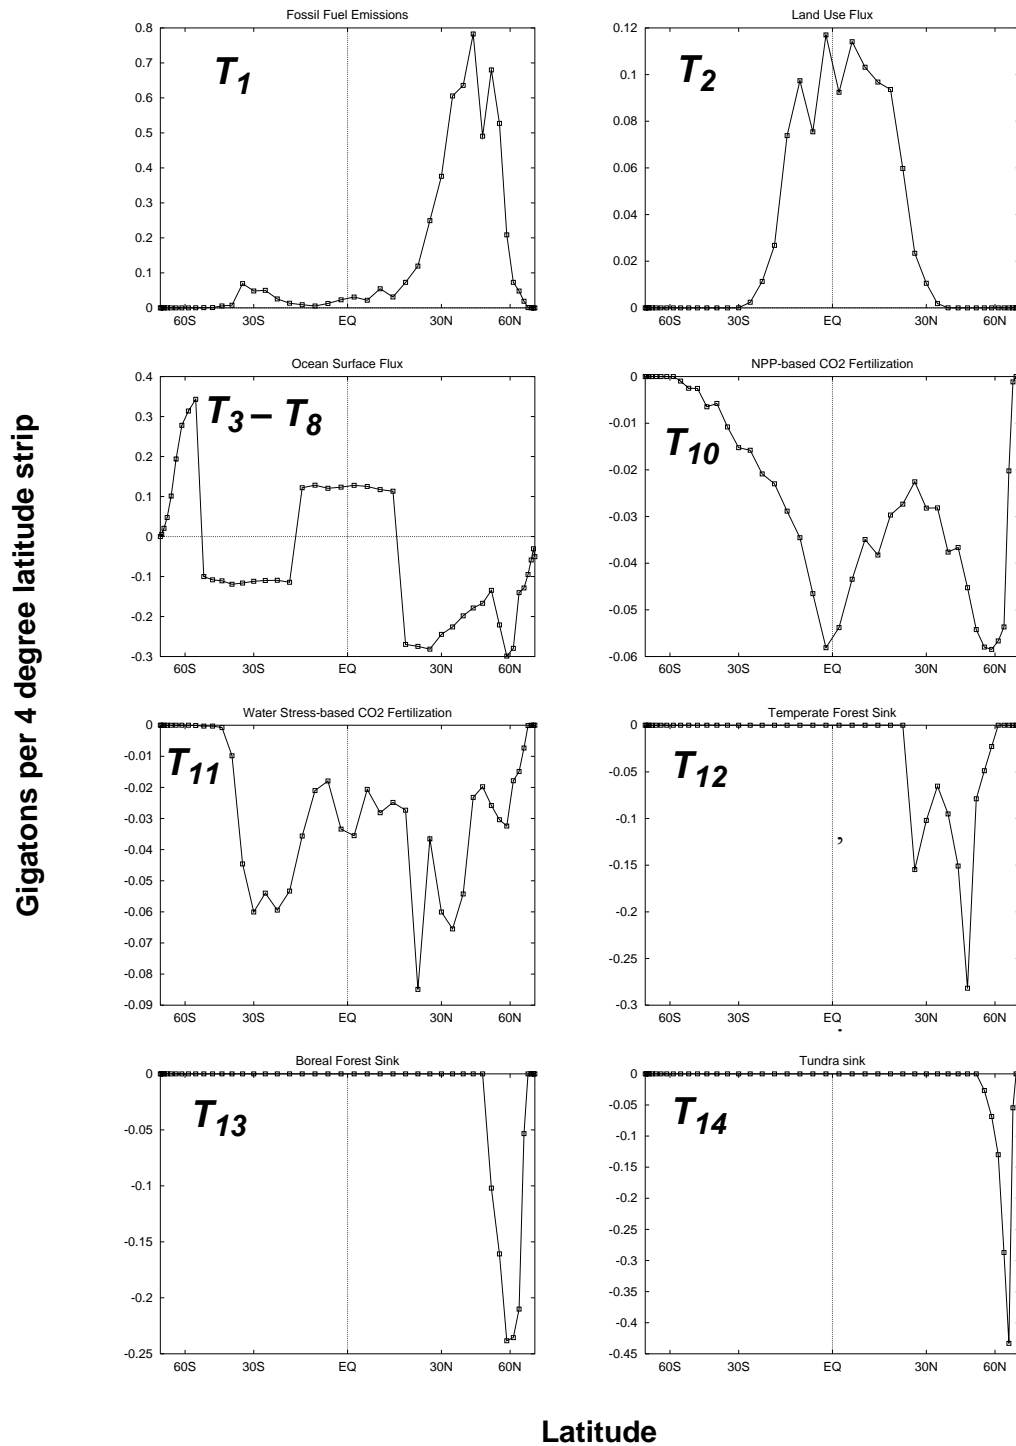 Gigatons per 4 degree latitude strip
Fossil Fuel Emissions
T1
0.8
0.7
0.6
0.5
0.4
0.3
0.2
0.1
0
60S 30S EQ 30N 60N
Land Use Flux
T2
0.12
0.1
0.08
0.06
0.04
0.02
0
60S 30S EQ 30N 60N
Ocean Surface Flux
T3 – T8
0.4
0.3
0.2
0.1
0
-0.1
-0.2
-0.3
60S 30S EQ 30N 60N
NPP-based CO2 Fertilization
T10
0
-0.01
-0.02
-0.03
-0.04
-0.05
-0.06
60S 30S EQ 30N 60N
Water Stress-based CO2 Fertilization
T11
0
-0.01
-0.02
-0.03
-0.04
-0.05
-0.06
-0.07
-0.08
-0.09
60S 30S EQ 30N 60N
Temperate Forest Sink
T12
0
-0.05
-0.1
,
-0.15
-0.2
-0.25
-0.3
60S 30S EQ 30N 60N
.
Boreal Forest Sink
T13
0
-0.05
-0.1
-0.15
-0.2
-0.25
60S 30S EQ 30N 60N
Tundra sink
T14
0
-0.05
-0.1
-0.15
-0.2
-0.25
-0.3
-0.35
-0.4
-0.45
60S 30S EQ 30N 60N
Latitude